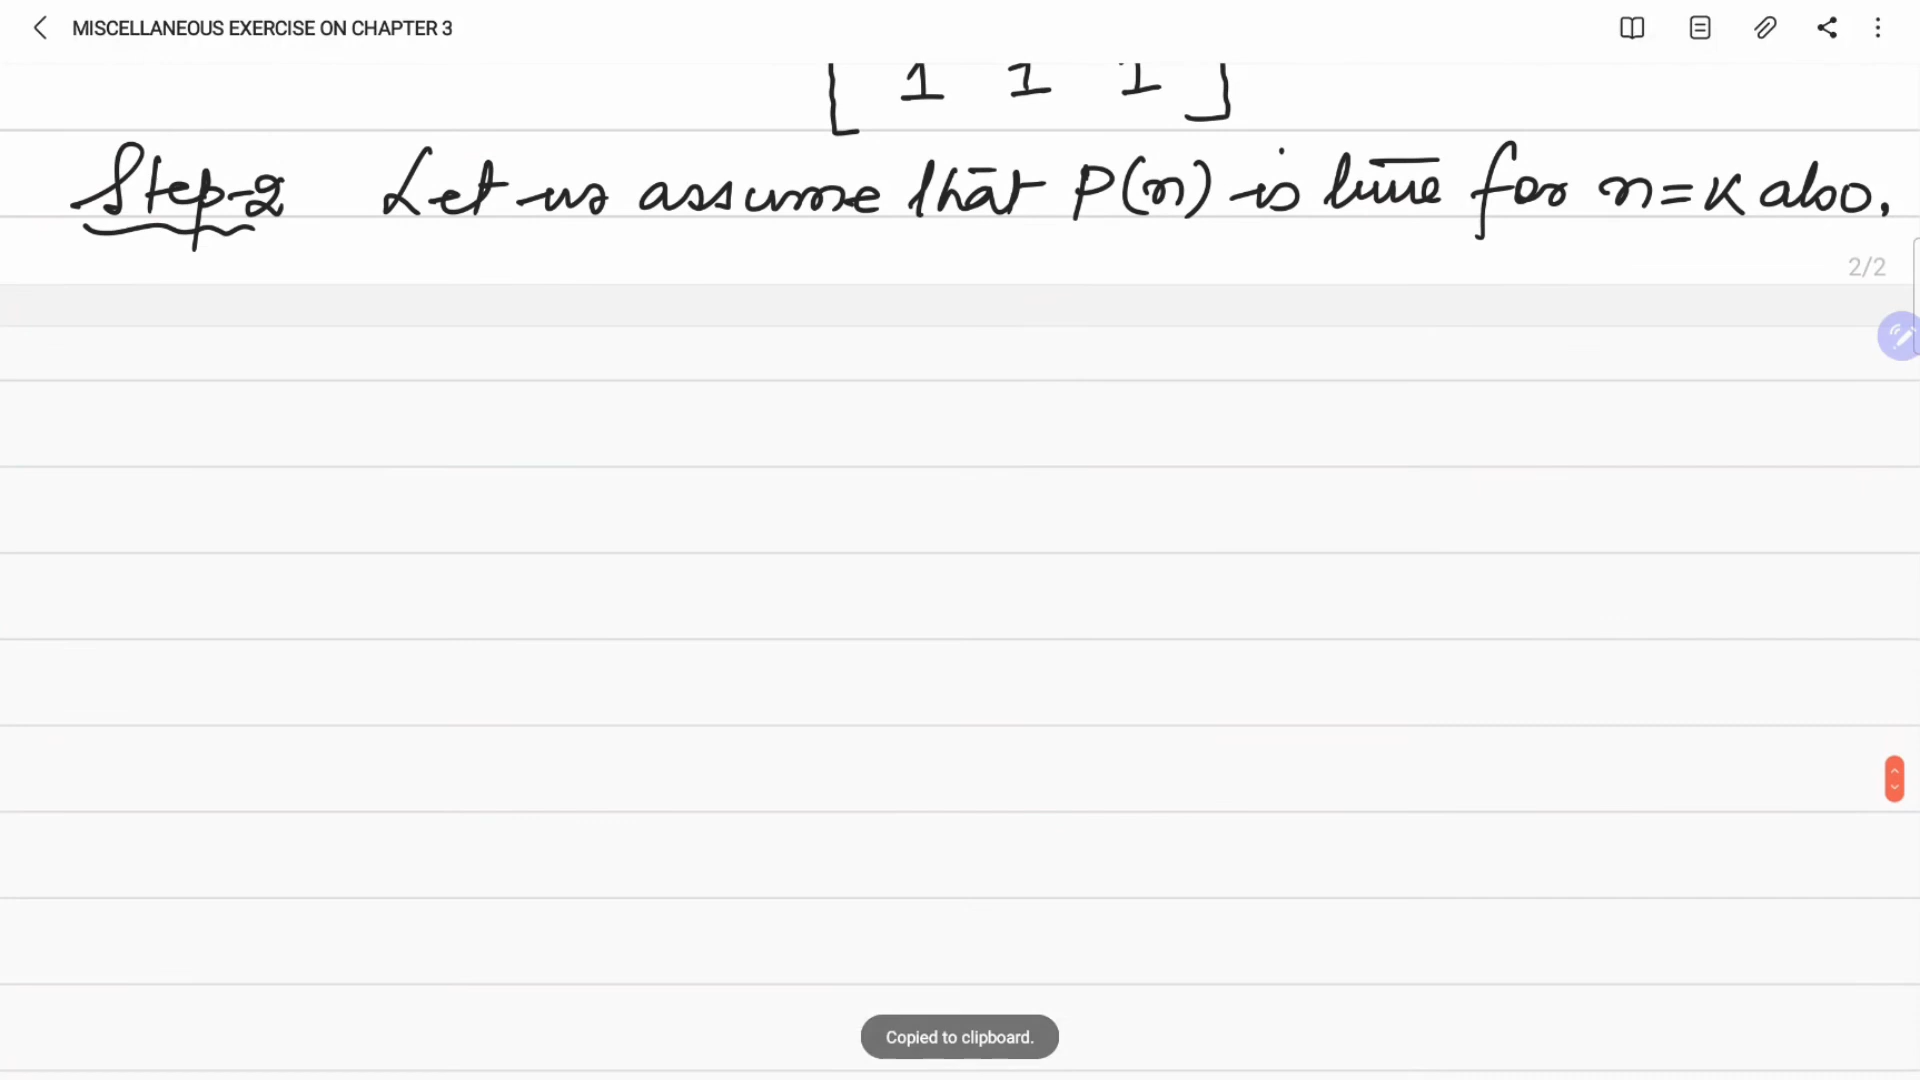 MISCELLANEOUS EXERCISE ON CHAPTER 3
[ 1 1 1 ]
Step-2 Let us assume that P(n) is true for n=K also.
2/2
Copied to clipboard.